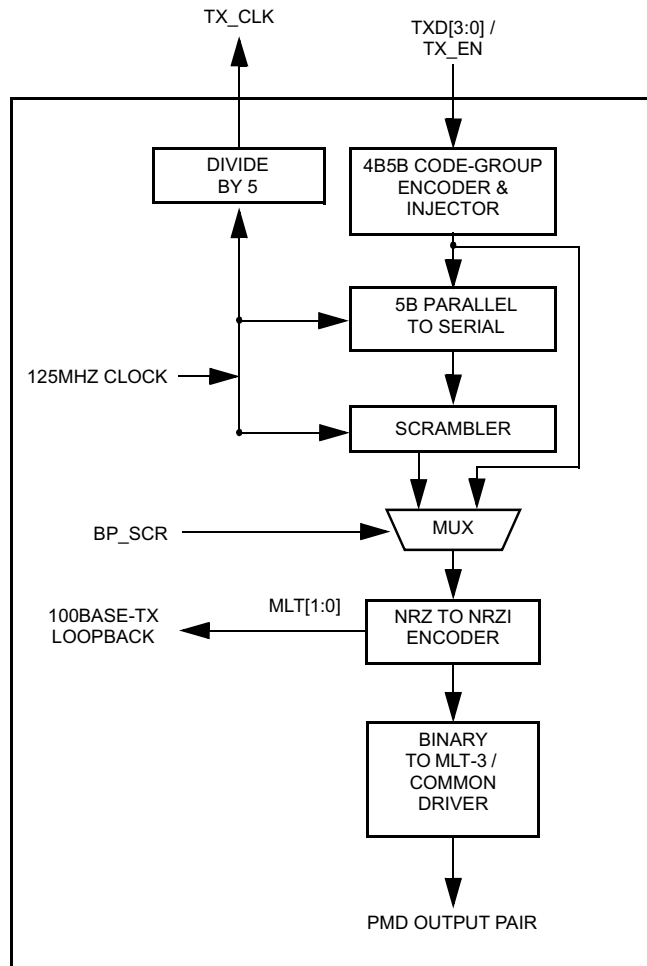 TX_CLK
TXD[3:0] /
TX_EN
DIVIDE
BY 5
4B5B CODE-GROUP
ENCODER &
INJECTOR
5B PARALLEL
TO SERIAL
125MHZ CLOCK
SCRAMBLER
BP_SCR
MUX
100BASE-TX
LOOPBACK
MLT[1:0]
NRZ TO NRZI
ENCODER
BINARY
TO MLT-3 /
COMMON
DRIVER
PMD OUTPUT PAIR